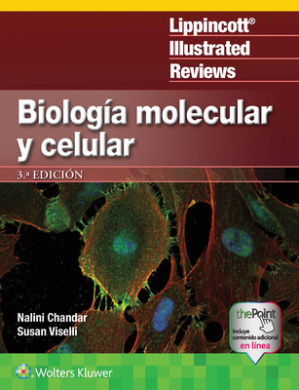 Lippincott®
Illustrated
Reviews
Biología molecular
y celular
3.ª EDICIÓN
Nalini Chandar
Susan Viselli
thePoint
Incluye
contenido adicional
en línea
Wolters Kluwer